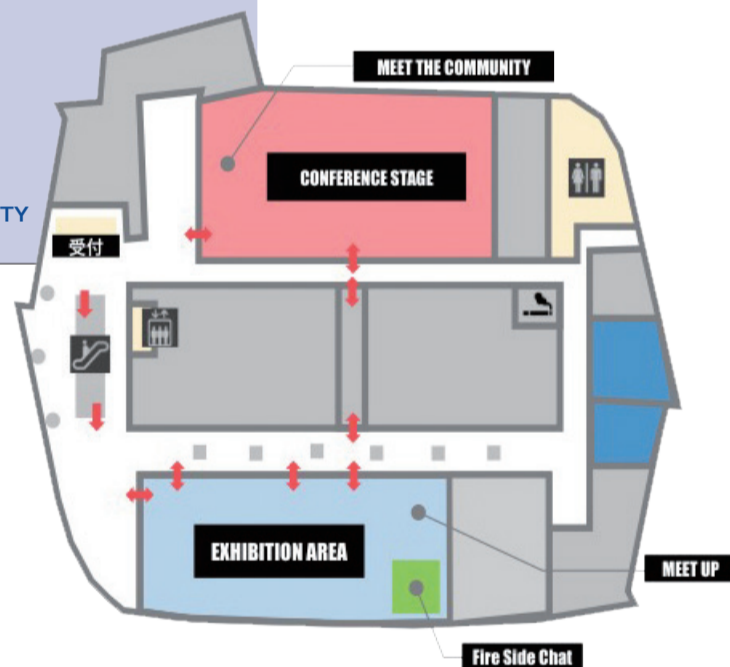 MEET THE COMMUNITY
CONFERENCE STAGE
TY
受付
EXHIBITION AREA
MEET UP
Fire Side Chat